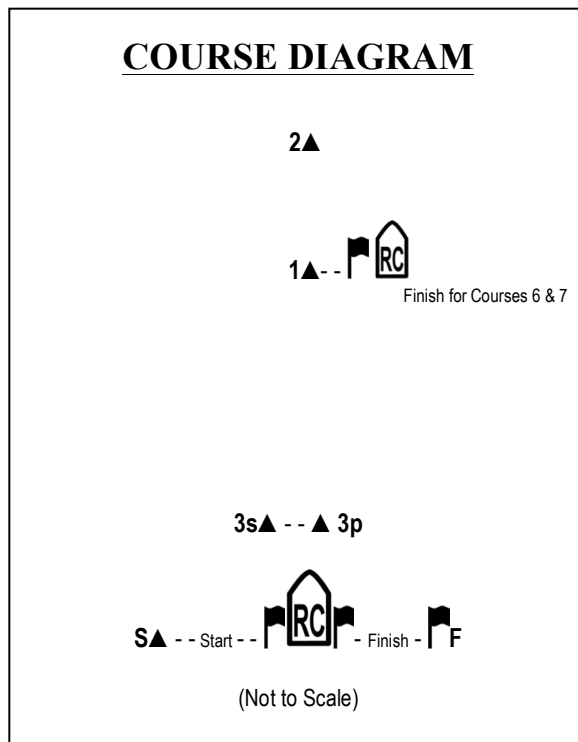 COURSE DIAGRAM
2▲
1▲- - RC
Finish for Courses 6 & 7
3s▲ - - ▲ 3p
S▲ - - Start - - RC - Finish - F
(Not to Scale)